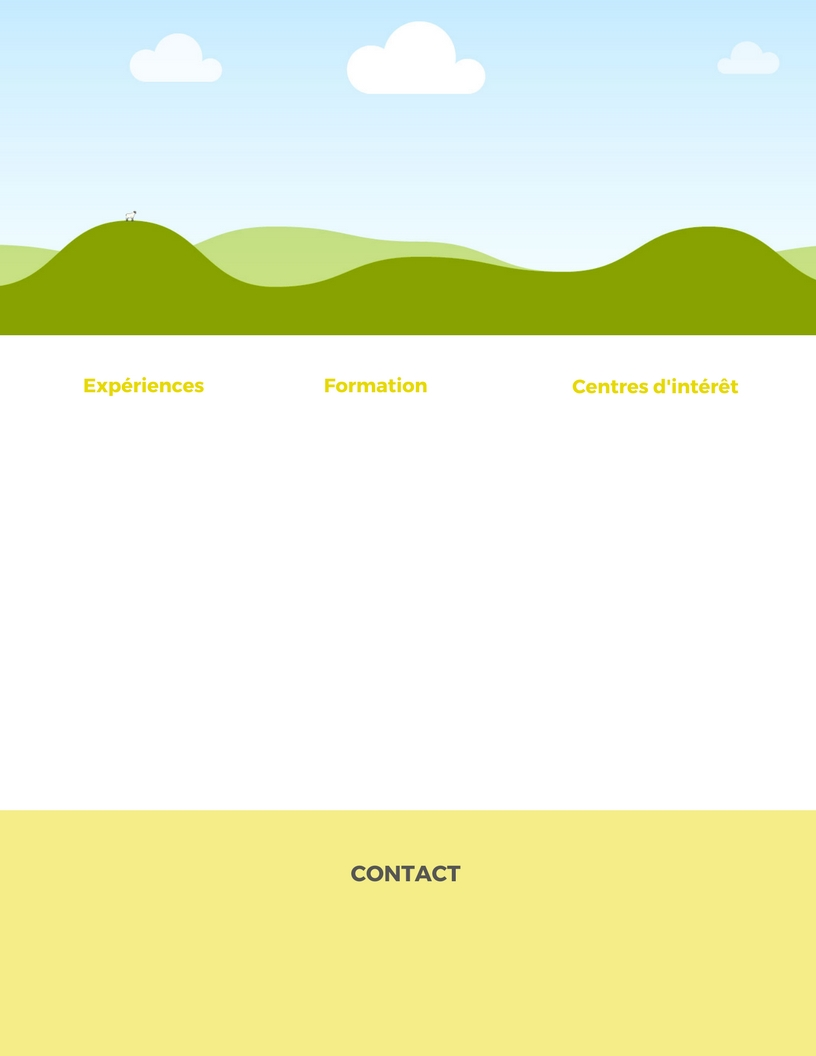 Expériences
Formation
Centres d'intérêt
CONTACT